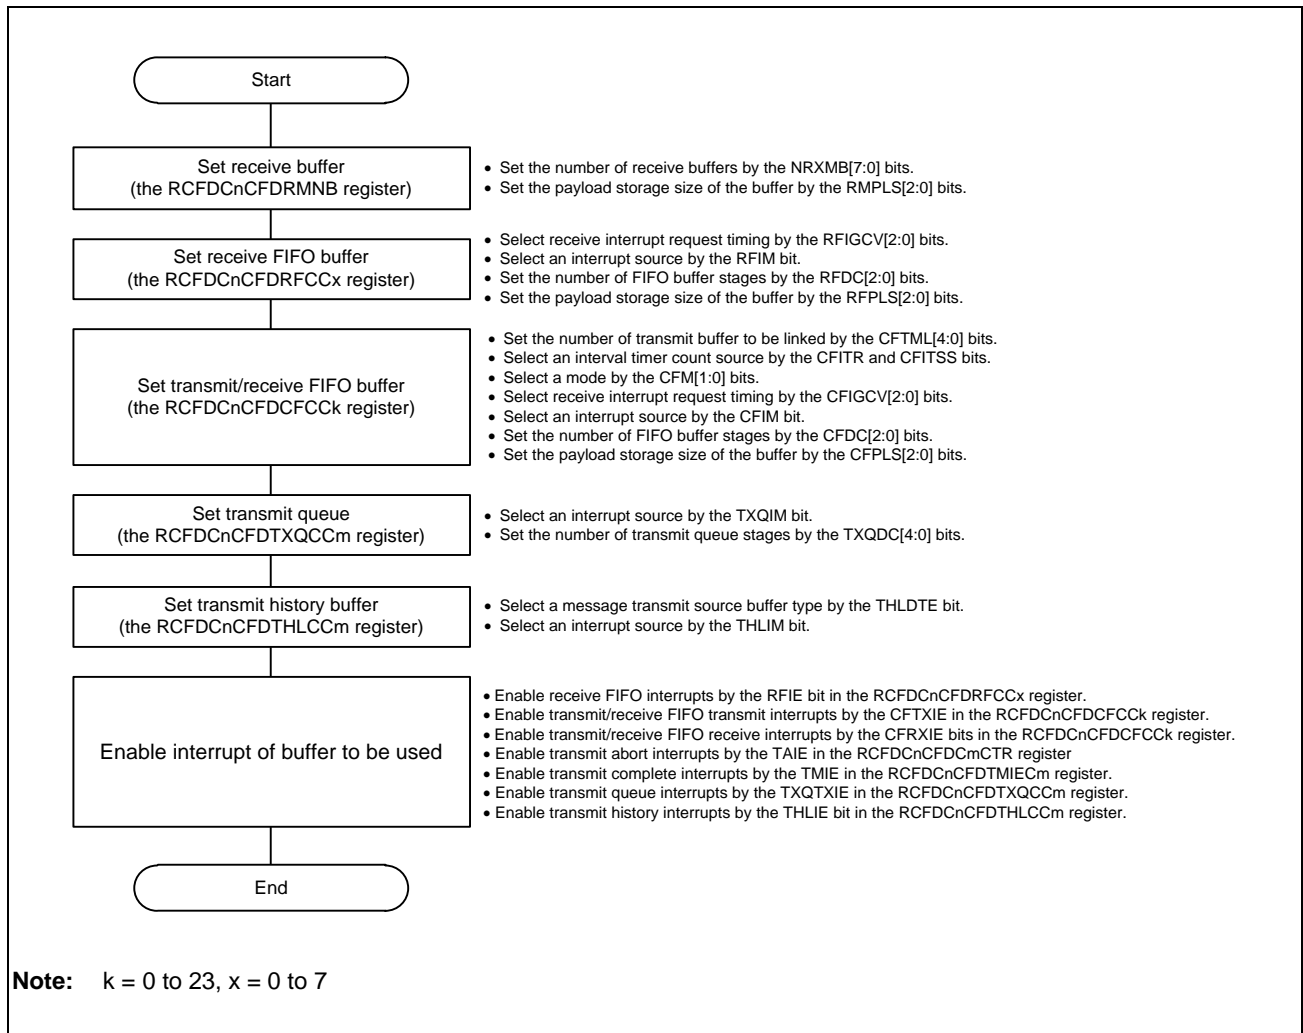 Start
Set receive buffer
(the RCFDCnCFDRMNB register)
• Set the number of receive buffers by the NRXMB[7:0] bits.
• Set the payload storage size of the buffer by the RMPLS[2:0] bits.
Set receive FIFO buffer
(the RCFDCnCFDRFCCx register)
• Select receive interrupt request timing by the RFIGCV[2:0] bits.
• Select an interrupt source by the RFIM bit.
• Set the number of FIFO buffer stages by the RFDC[2:0] bits.
• Set the payload storage size of the buffer by the RFPLS[2:0] bits.
Set transmit/receive FIFO buffer
(the RCFDCnCFDCFCCk register)
• Set the number of transmit buffer to be linked by the CFTML[4:0] bits.
• Select an interval timer count source by the CFITR and CFITSS bits.
• Select a mode by the CFM[1:0] bits.
• Select receive interrupt request timing by the CFIGCV[2:0] bits.
• Select an interrupt source by the CFIM bit.
• Set the number of FIFO buffer stages by the CFDC[2:0] bits.
• Set the payload storage size of the buffer by the CFPLS[2:0] bits.
Set transmit queue
(the RCFDCnCFDTXQCCm register)
• Select an interrupt source by the TXQIM bit.
• Set the number of transmit queue stages by the TXQDC[4:0] bits.
Set transmit history buffer
(the RCFDCnCFDTHLCCm register)
• Select a message transmit source buffer type by the THLDTE bit.
• Select an interrupt source by the THLIM bit.
Enable interrupt of buffer to be used
• Enable receive FIFO interrupts by the RFIE bit in the RCFDCnCFDRFCCx register.
• Enable transmit/receive FIFO transmit interrupts by the CFTXIE in the RCFDCnCFDCFCCk register.
• Enable transmit/receive FIFO receive interrupts by the CFRXIE bits in the RCFDCnCFDCFCCk register.
• Enable transmit abort interrupts by the TAIE in the RCFDCnCFDCmCTR register
• Enable transmit complete interrupts by the TMIE in the RCFDCnCFDTMIECm register.
• Enable transmit queue interrupts by the TXQTXIE in the RCFDCnCFDTXQCCm register.
• Enable transmit history interrupts by the THLIE bit in the RCFDCnCFDTHLCCm register.
End
Note: k = 0 to 23, x = 0 to 7